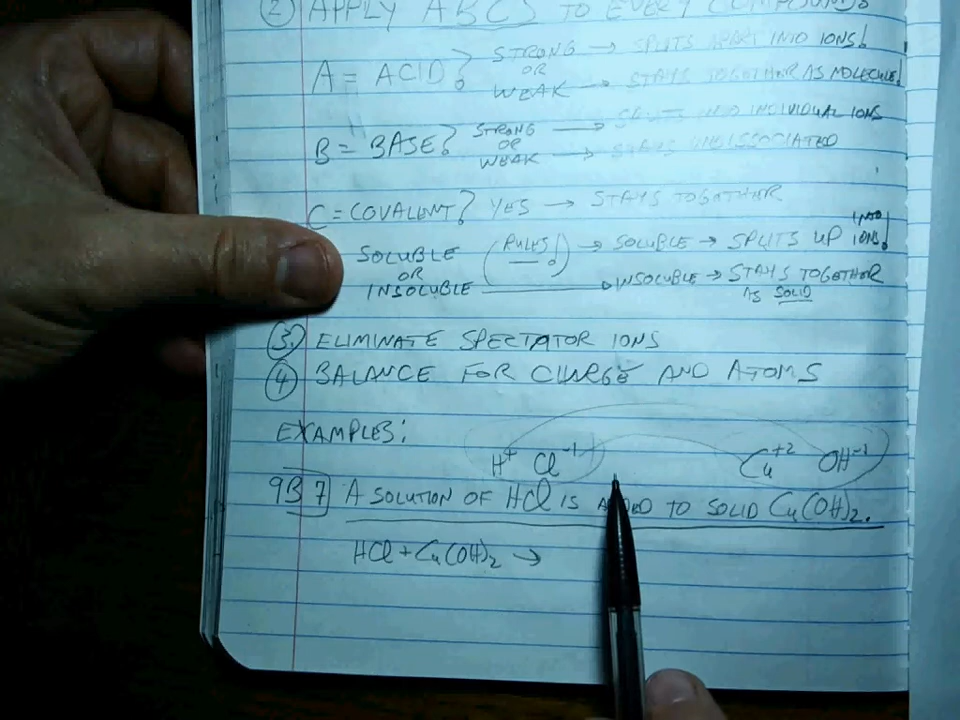 ② APPLY ABCS TO EVERY COMPOUND
A = ACID? STRONG → SPLITS APART INTO IONS!
OR
WEAK → STAYS TOGETHER AS MOLECULE!
B = BASE? STRONG → SPLITS INTO INDIVIDUAL IONS
OR
WEAK → STAYS UNDISSOCIATED
C = COVALENT? YES → STAYS TOGETHER
SOLUBLE (RULES!) → SOLUBLE → SPLITS UP INTO IONS!
OR
INSOLUBLE → INSOLUBLE → STAYS TOGETHER
AS SOLID
③ ELIMINATE SPECTATOR IONS
④ BALANCE FOR CHARGE AND ATOMS
EXAMPLES:
H⁺ Cl⁻¹ Cu⁺² OH⁻¹
9B 7 A SOLUTION OF HCl IS ADDED TO SOLID Cu(OH)₂.
HCl + Cu(OH)₂ →